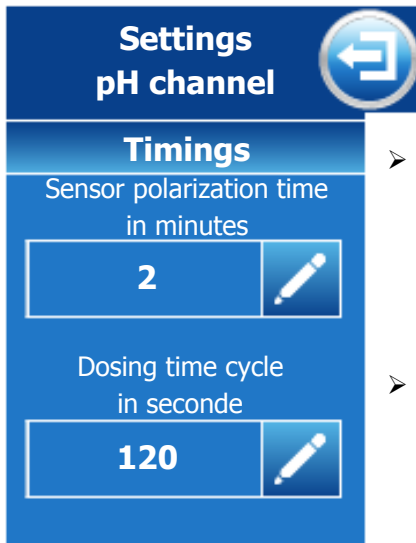 Settings
pH channel
Timings
Sensor polarization time
in minutes
2
Dosing time cycle
in seconde
120